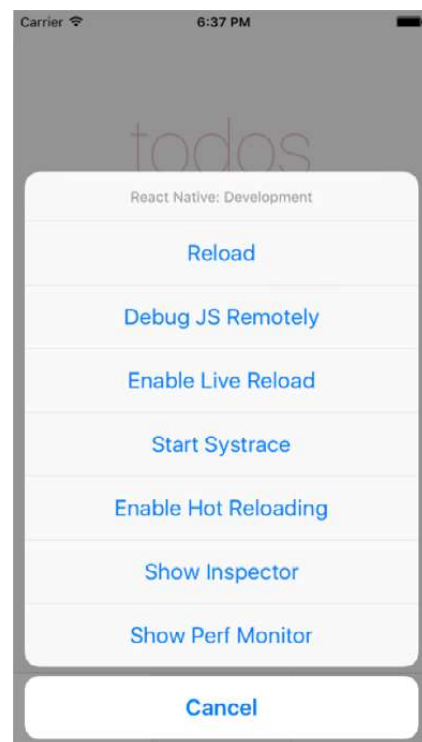 Carrier 6:37 PM
todos
React Native: Development
Reload
Debug JS Remotely
Enable Live Reload
Start Systrace
Enable Hot Reloading
Show Inspector
Show Perf Monitor
Cancel